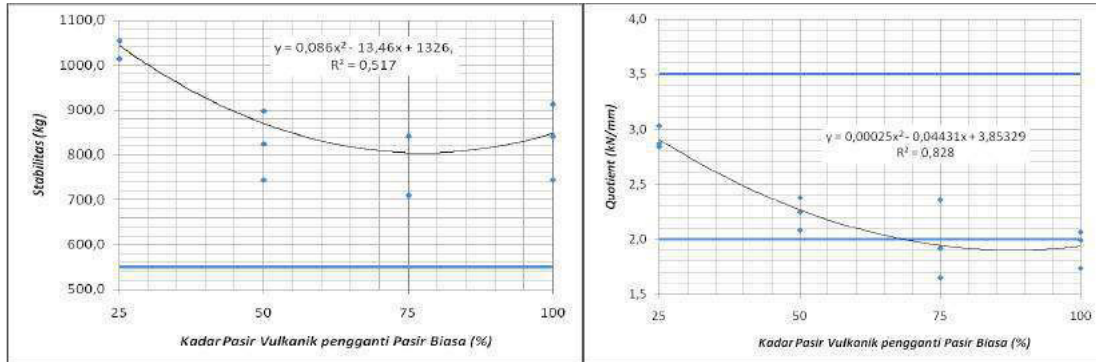 1100,0
1000,0
900,0
800,0
700,0
600,0
500,0
Stabilitas (kg)
y = 0,086x² - 13,46x + 1326,
R² = 0,517
25 50 75 100
Kadar Pasir Vulkanik pengganti Pasir Biasa (%)
4,0
3,5
3,0
2,5
2,0
1,5
Quotient (kN/mm)
y = 0,00025x² - 0,04431x + 3,85329
R² = 0,828
25 50 75 100
Kadar Pasir Vulkanik pengganti Pasir Biasa (%)